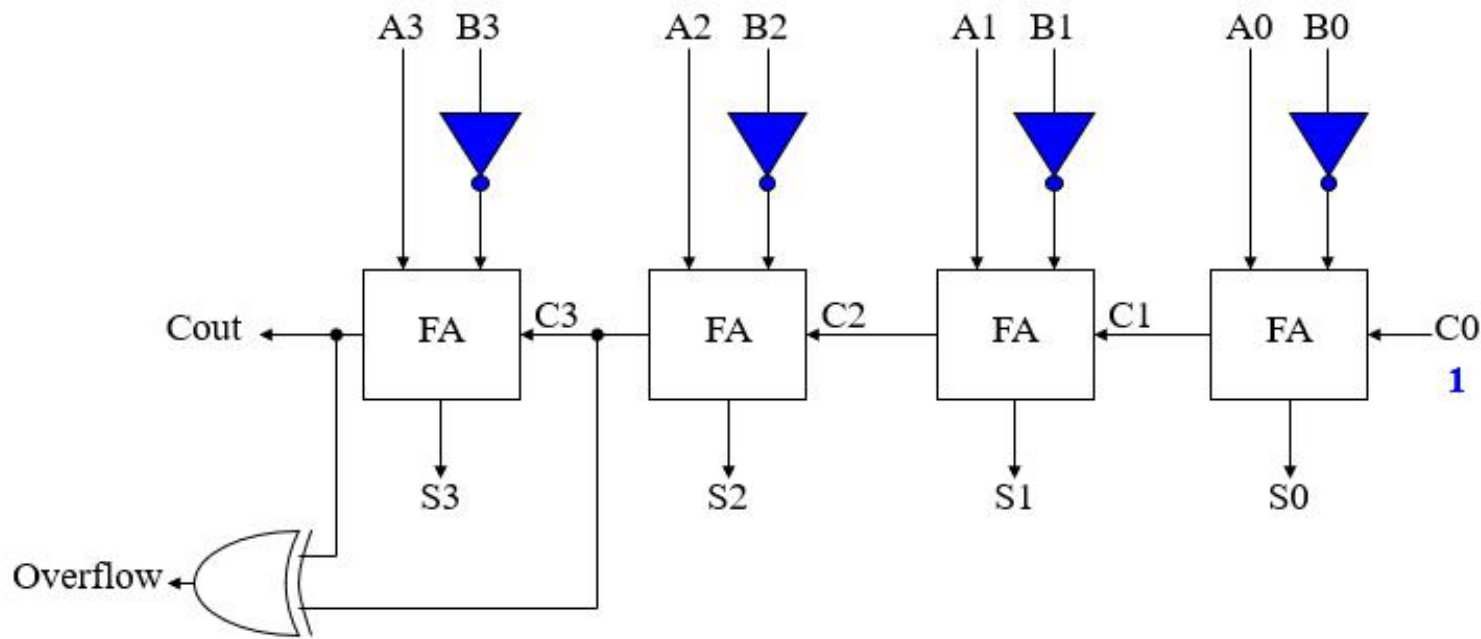 A3 B3 A2 B2 A1 B1 A0 B0
Cout FA C3 FA C2 FA C1 FA C0
1
S3 S2 S1 S0
Overflow